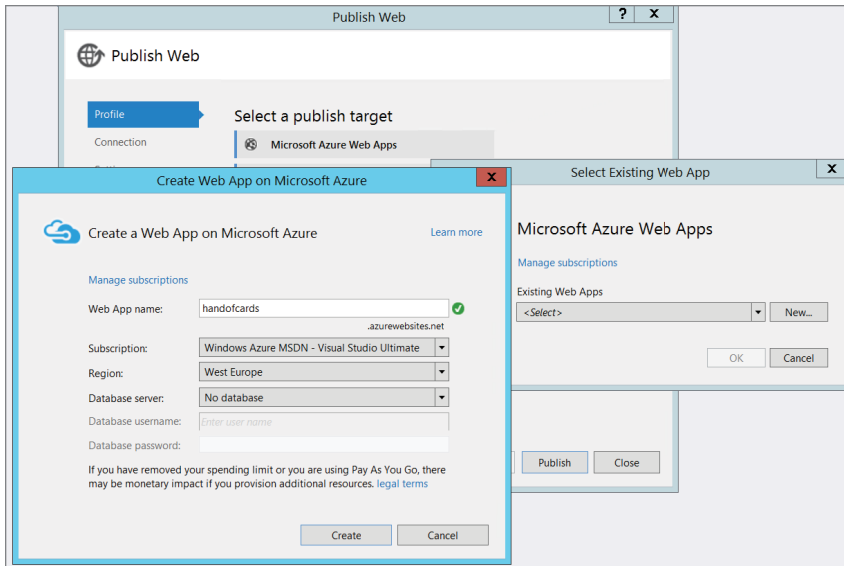 Publish Web
? X
Publish Web
Profile
Connection
Select a publish target
Microsoft Azure Web Apps
Create Web App on Microsoft Azure
X
Create a Web App on Microsoft Azure
Learn more
Manage subscriptions
Web App name:
handofcards
.azurewebsites.net
Subscription:
Windows Azure MSDN - Visual Studio Ultimate
Region:
West Europe
Database server:
No database
Database username:
Enter user name
Database password:
If you have removed your spending limit or you are using Pay As You Go, there
may be monetary impact if you provision additional resources. legal terms
Create
Cancel
Select Existing Web App
X
Microsoft Azure Web Apps
Manage subscriptions
Existing Web Apps
<Select>
New...
OK
Cancel
Publish
Close